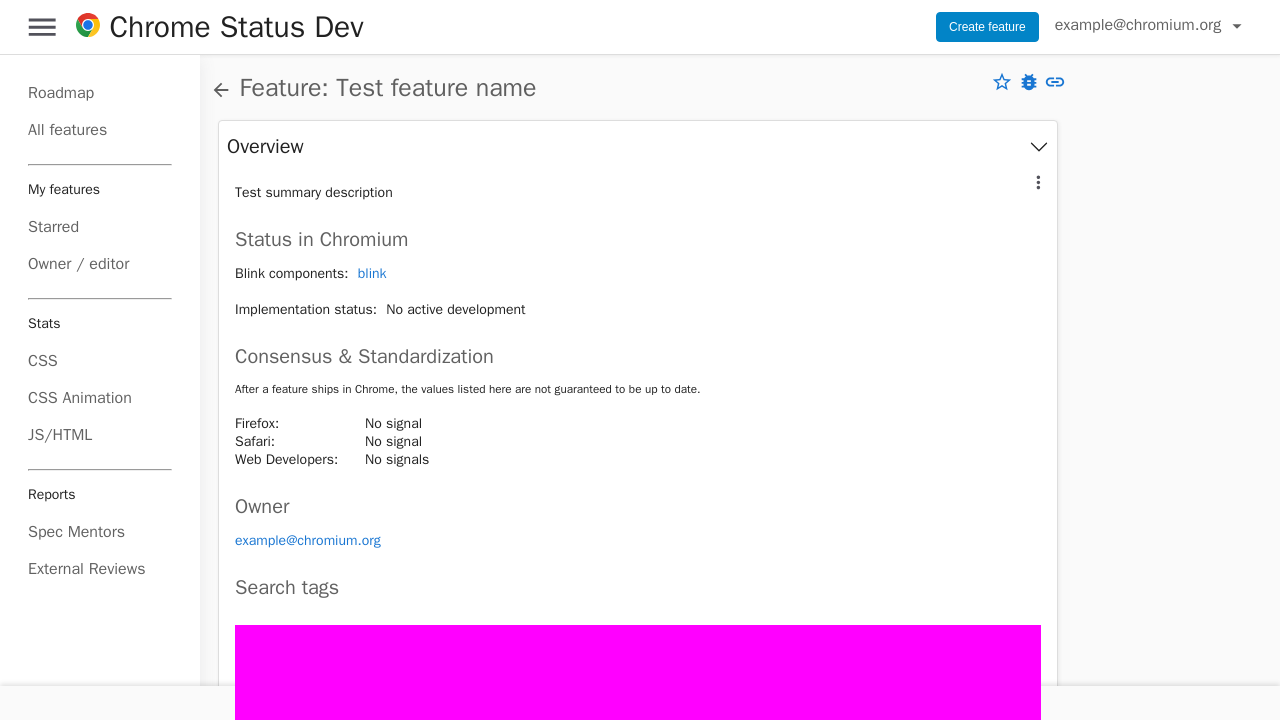 Chrome Status Dev
Create feature
example@chromium.org
Roadmap
All features
My features
Starred
Owner / editor
Stats
CSS
CSS Animation
JS/HTML
Reports
Spec Mentors
External Reviews
Feature: Test feature name
Overview
Test summary description
Status in Chromium
Blink components: blink
Implementation status: No active development
Consensus & Standardization
After a feature ships in Chrome, the values listed here are not guaranteed to be up to date.
Firefox: No signal
Safari: No signal
Web Developers: No signals
Owner
example@chromium.org
Search tags